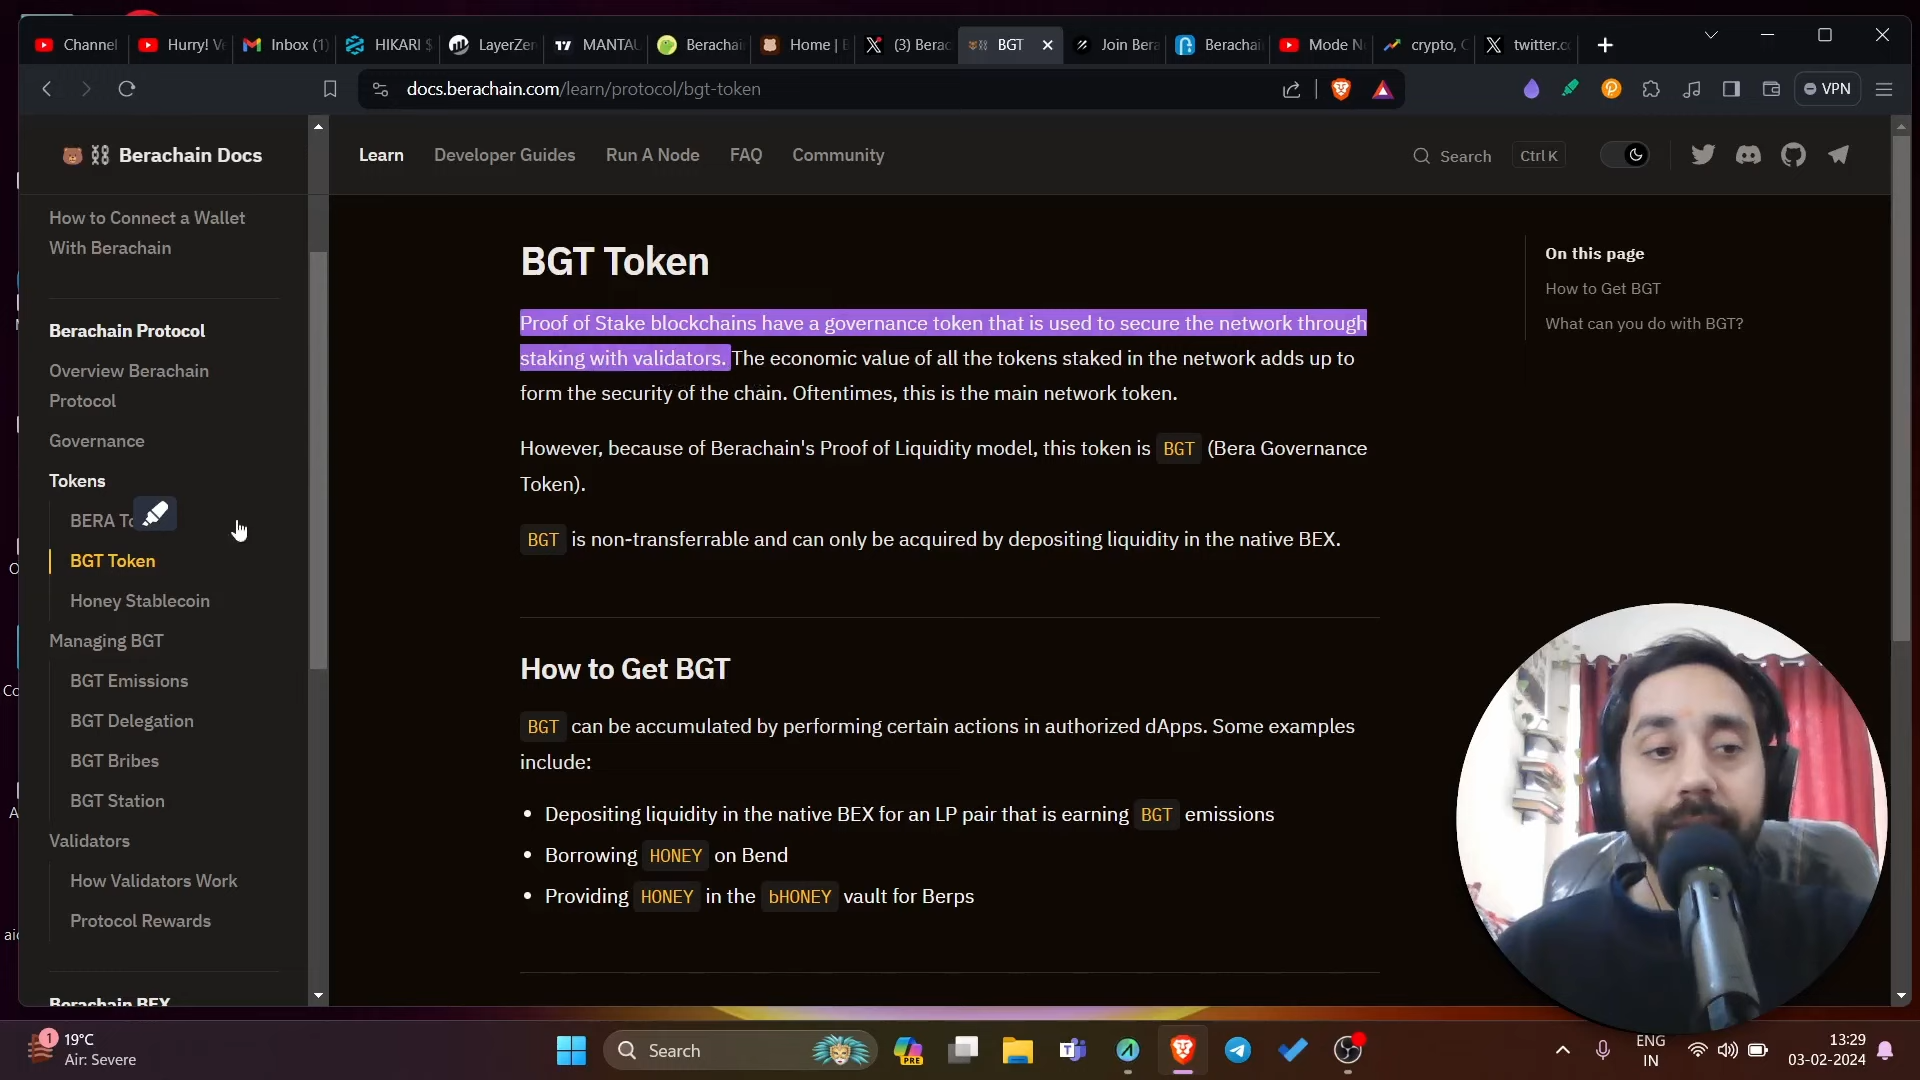 Channel
Hurry! V
Inbox (1)
HIKARI $
LayerZer
MANTA
Berachai
Home | B
(3) Berac
BGT
Join Bera
Berachai
Mode N
crypto, C
twitter.c
docs.berachain.com/learn/protocol/bgt-token
VPN
Berachain Docs
Learn
Developer Guides
Run A Node
FAQ
Community
Search
Ctrl K
How to Connect a Wallet
With Berachain
Berachain Protocol
Overview Berachain
Protocol
Governance
Tokens
BERA To
BGT Token
Honey Stablecoin
Managing BGT
BGT Emissions
BGT Delegation
BGT Bribes
BGT Station
Validators
How Validators Work
Protocol Rewards
Berachain BEX
BGT Token
Proof of Stake blockchains have a governance token that is used to secure the network through
staking with validators. The economic value of all the tokens staked in the network adds up to
form the security of the chain. Oftentimes, this is the main network token.
However, because of Berachain's Proof of Liquidity model, this token is BGT (Bera Governance
Token).
BGT is non-transferrable and can only be acquired by depositing liquidity in the native BEX.
How to Get BGT
BGT can be accumulated by performing certain actions in authorized dApps. Some examples
include:
• Depositing liquidity in the native BEX for an LP pair that is earning BGT emissions
• Borrowing HONEY on Bend
• Providing HONEY in the bHONEY vault for Berps
On this page
How to Get BGT
What can you do with BGT?
1
19°C
Air: Severe
Search
PRE
ENG
IN
13:29
03-02-2024